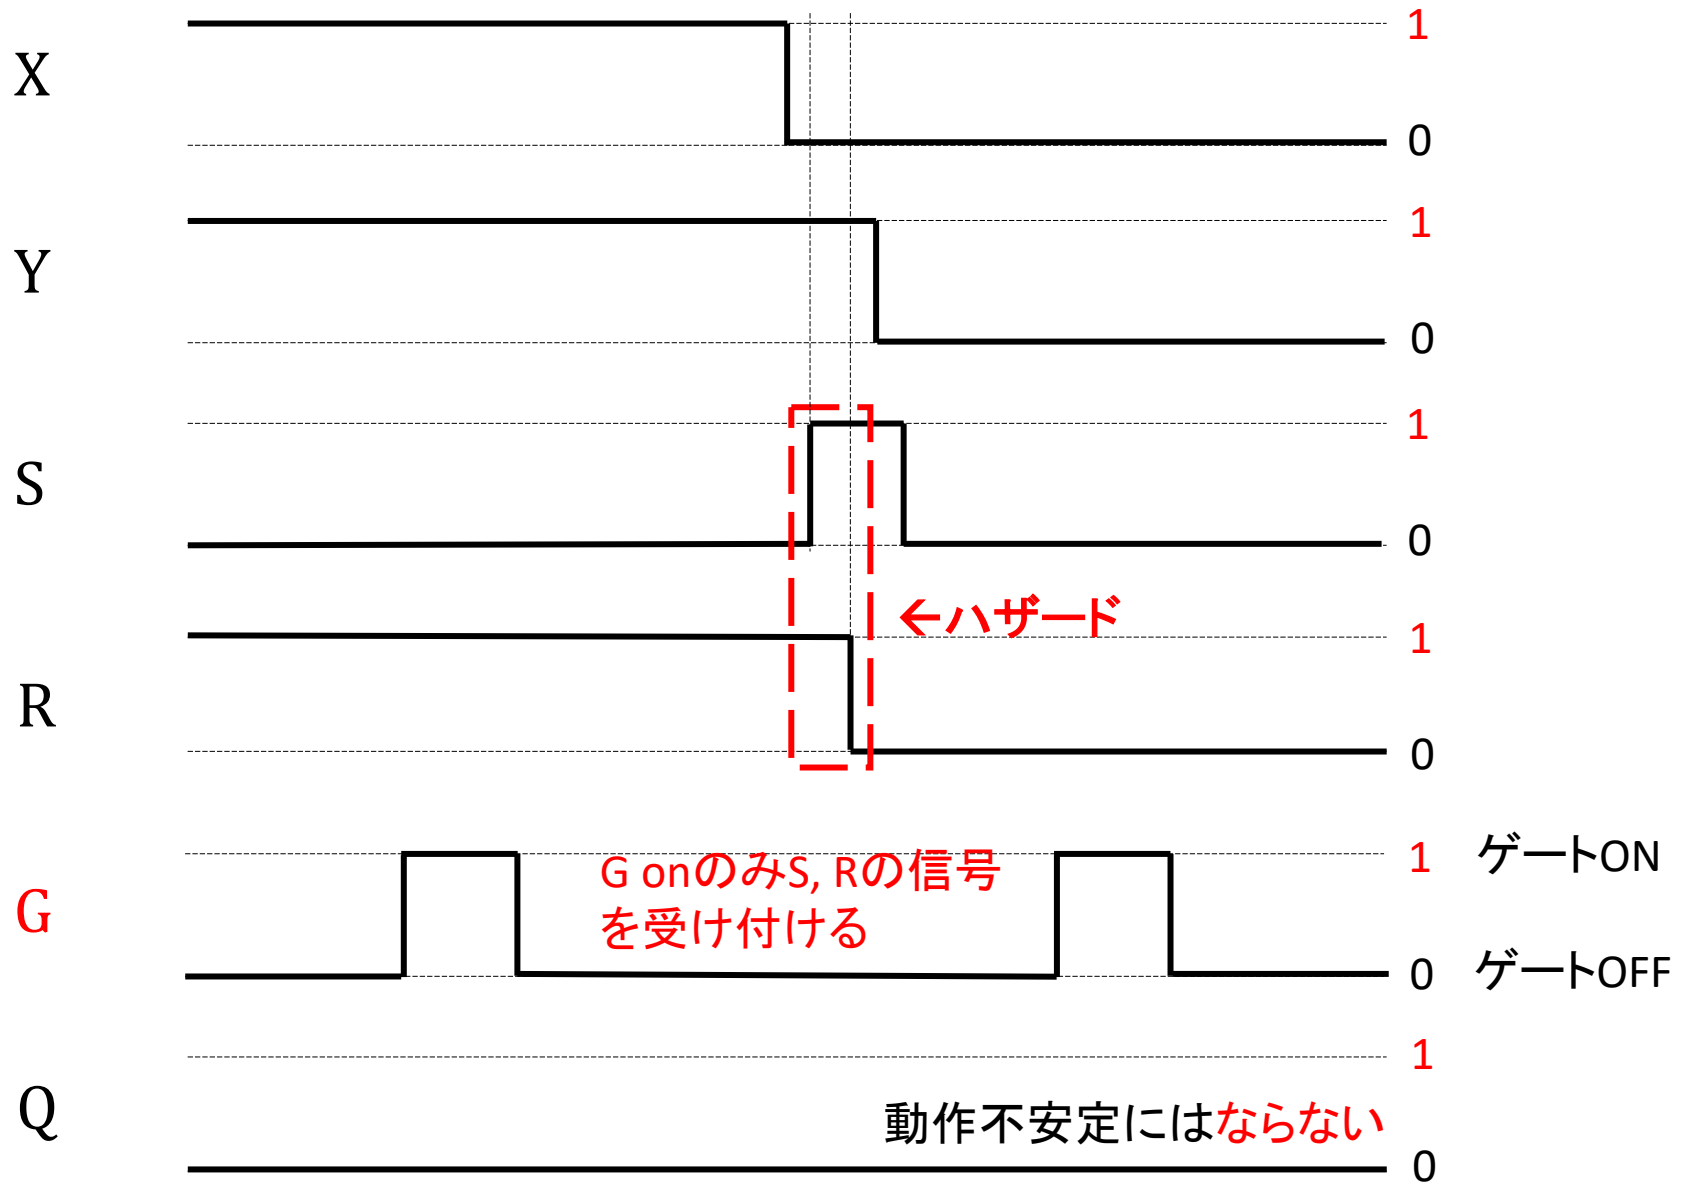 X
1
0
Y
1
0
S
1
0
←ハザード
R
1
0
G
G onのみS, Rの信号
を受け付ける
1 ゲートON
0 ゲートOFF
Q
1
動作不安定にはならない
0